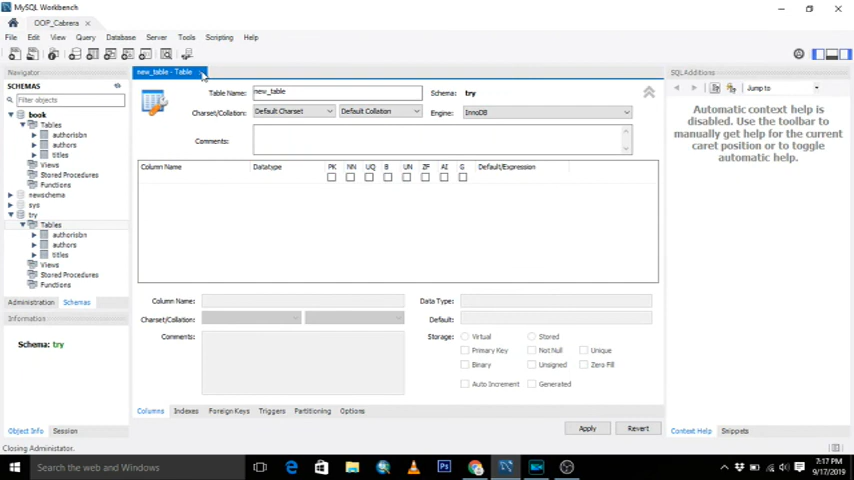 MySQL Workbench
OOP_Cabrera
File Edit View Query Database Server Tools Scripting Help
Navigator
SCHEMAS
Filter objects
book
Tables
authorisbn
authors
titles
Views
Stored Procedures
Functions
newschema
sys
try
Tables
authorisbn
authors
titles
Views
Stored Procedures
Functions
Administration Schemas
Information
Schema: try
Object Info Session
new_table - Table
Table Name: new_table Schema: try
Charset/Collation: Default Charset Default Collation Engine: InnoDB
Comments:
Column Name Datatype PK NN UQ B UN ZF AI G Default/Expression
Column Name: Data Type:
Charset/Collation: Default:
Comments: Storage: Virtual Stored
Primary Key Not Null Unique
Binary Unsigned Zero Fill
Auto Increment Generated
Columns Indexes Foreign Keys Triggers Partitioning Options
Apply Revert
SQLAdditions
Jump to
Automatic context help is
disabled. Use the toolbar to
manually get help for the current
caret position or to toggle
automatic help.
Context Help Snippets
Closing Administator.
Search the web and Windows
7:17 PM
9/17/2019